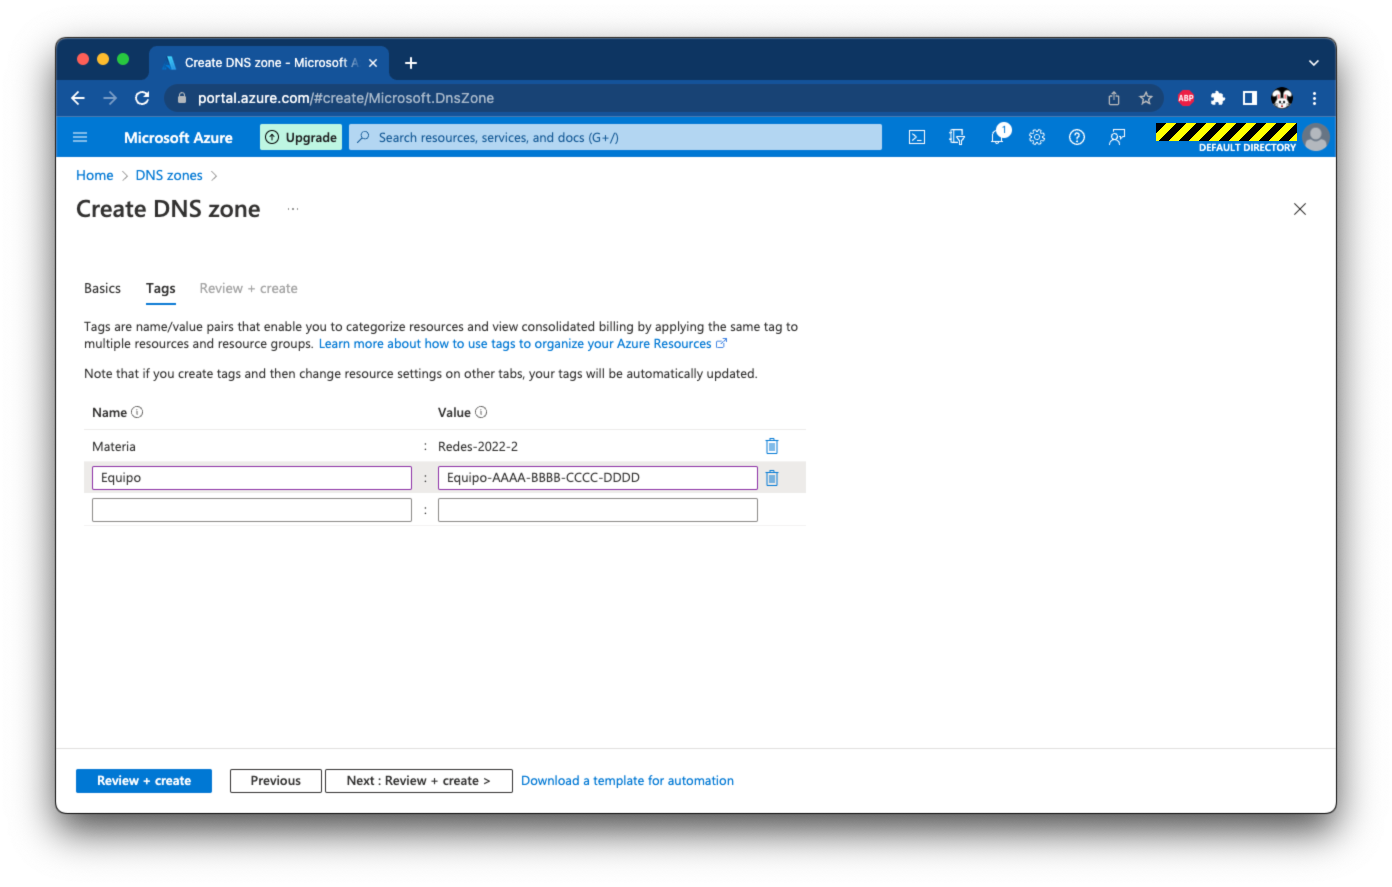 Create DNS zone - Microsoft A
portal.azure.com/#create/Microsoft.DnsZone
ABP
Microsoft Azure
Upgrade
Search resources, services, and docs (G+/)
1
DEFAULT DIRECTORY
Home > DNS zones >
Create DNS zone ...
Basics Tags Review + create
Tags are name/value pairs that enable you to categorize resources and view consolidated billing by applying the same tag to
multiple resources and resource groups. Learn more about how to use tags to organize your Azure Resources
Note that if you create tags and then change resource settings on other tabs, your tags will be automatically updated.
Name Value
Materia : Redes-2022-2
Equipo : Equipo-AAAA-BBBB-CCCC-DDDD
:
Review + create Previous Next : Review + create > Download a template for automation